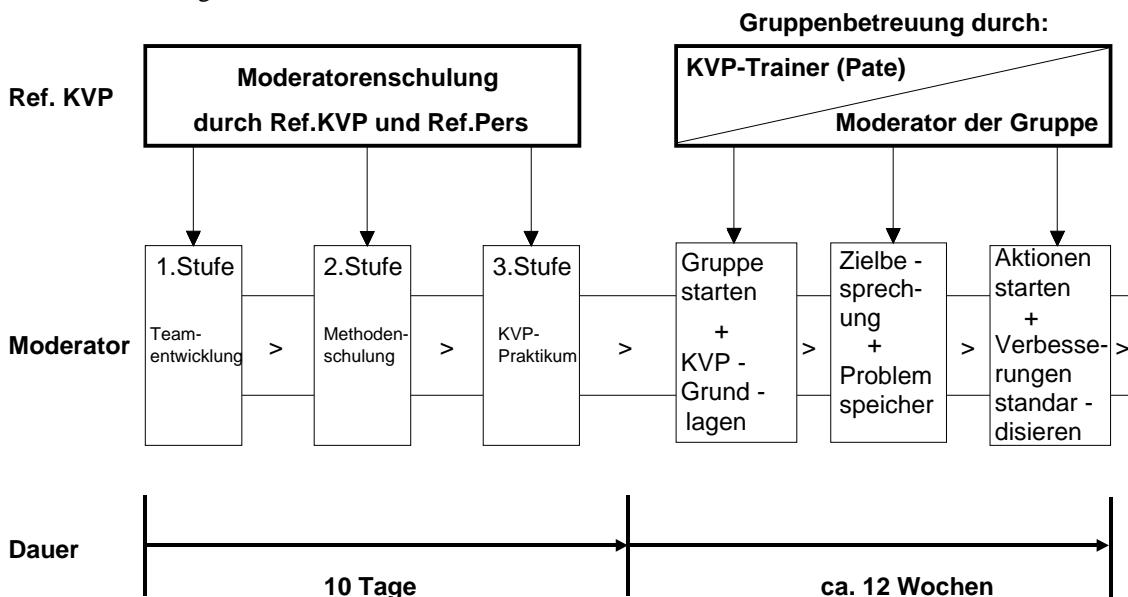 Gruppenbetreuung durch:
Ref. KVP
Moderatorenschulung
durch Ref.KVP und Ref.Pers
KVP-Trainer (Pate)
Moderator der Gruppe
Moderator
1.Stufe
Team-
entwicklung
>
2.Stufe
Methoden-
schulung
>
3.Stufe
KVP-
Praktikum
>
Gruppe
starten
+
KVP -
Grund -
lagen
>
Zielbe -
sprech-
ung
+
Problem
speicher
>
Aktionen
starten
+
Verbesse-
rungen
standar -
disieren
>
Dauer
10 Tage
ca. 12 Wochen